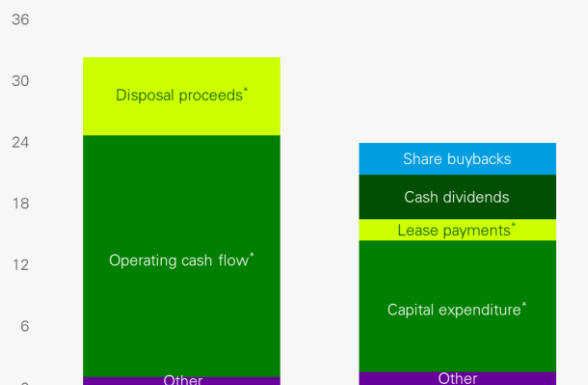 36
30
24
18
12
6
Disposal proceeds*
Operating cash flow*
Other
Share buybacks
Cash dividends
Lease payments*
Capital expenditure*
Other